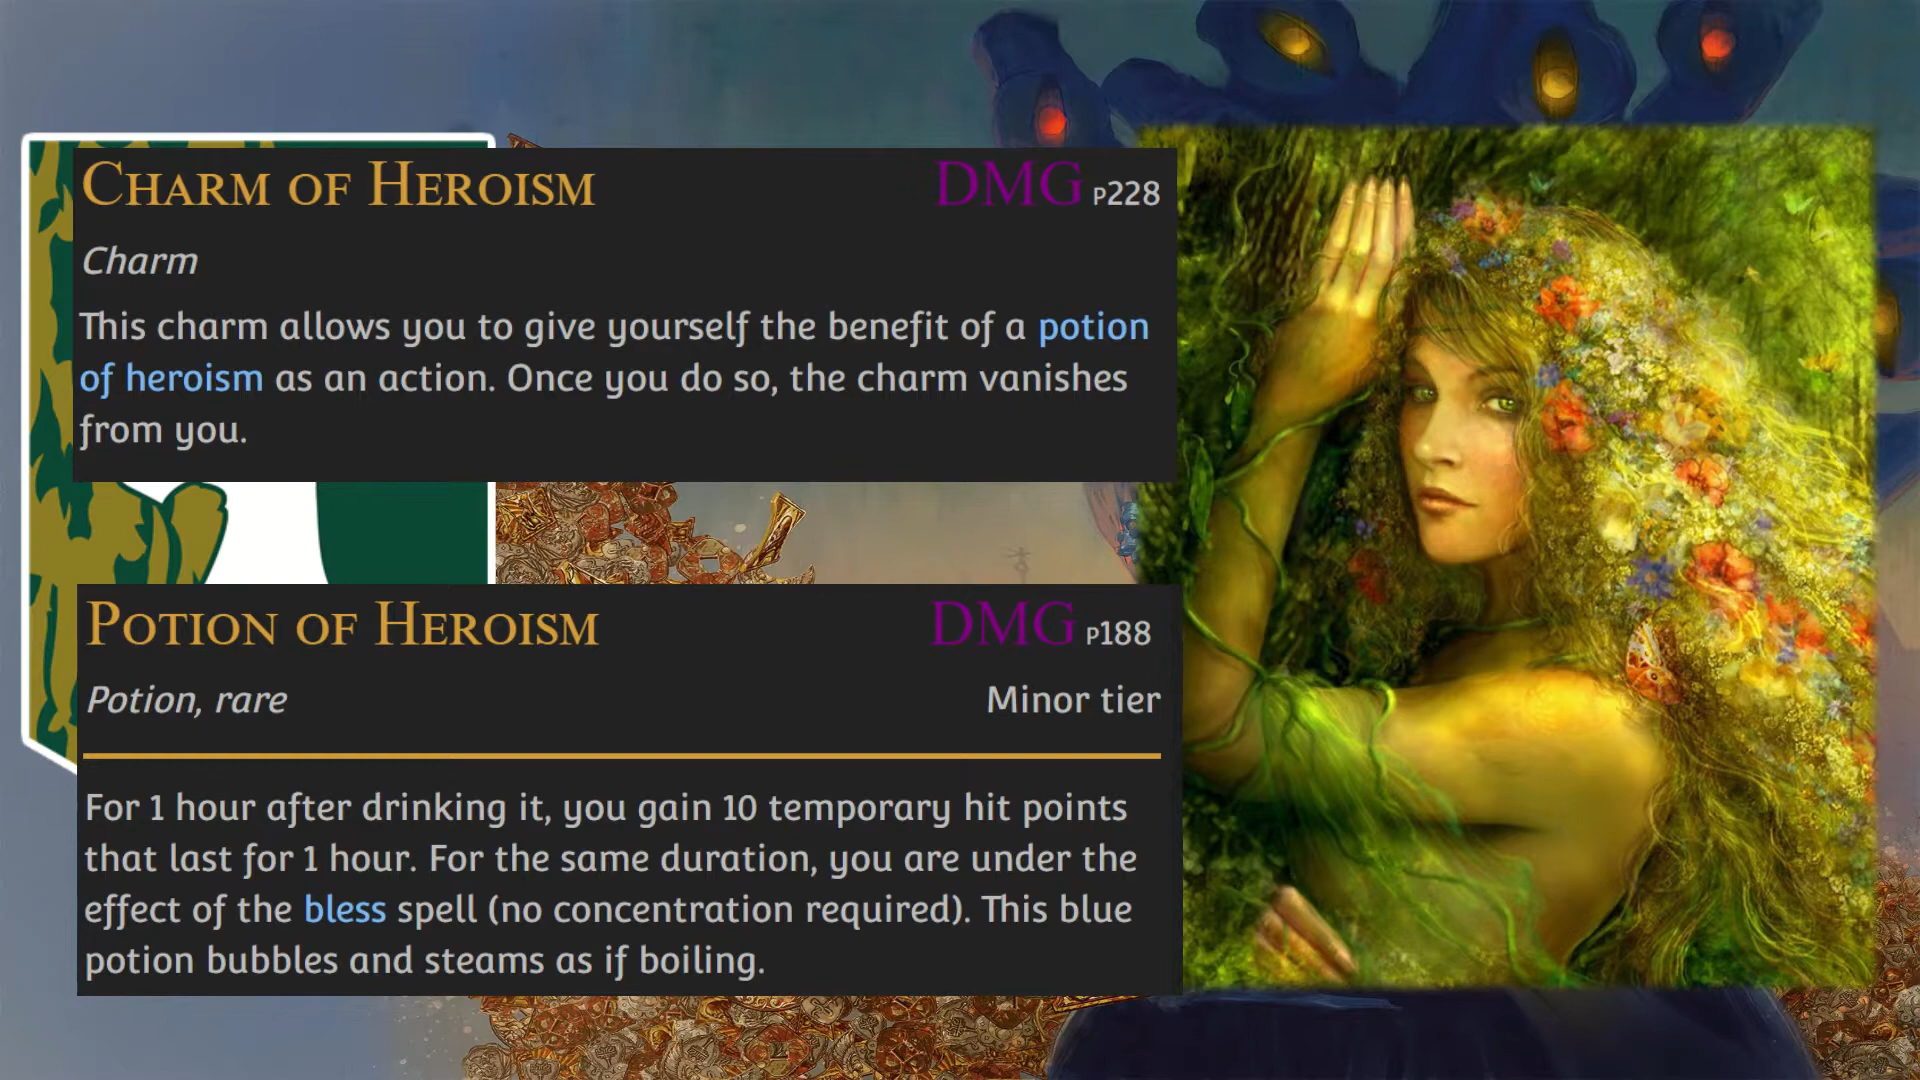 CHARM OF HEROISM DMG P228
Charm
This charm allows you to give yourself the benefit of a potion
of heroism as an action. Once you do so, the charm vanishes
from you.
POTION OF HEROISM DMG P188
Potion, rare Minor tier
For 1 hour after drinking it, you gain 10 temporary hit points
that last for 1 hour. For the same duration, you are under the
effect of the bless spell (no concentration required). This blue
potion bubbles and steams as if boiling.